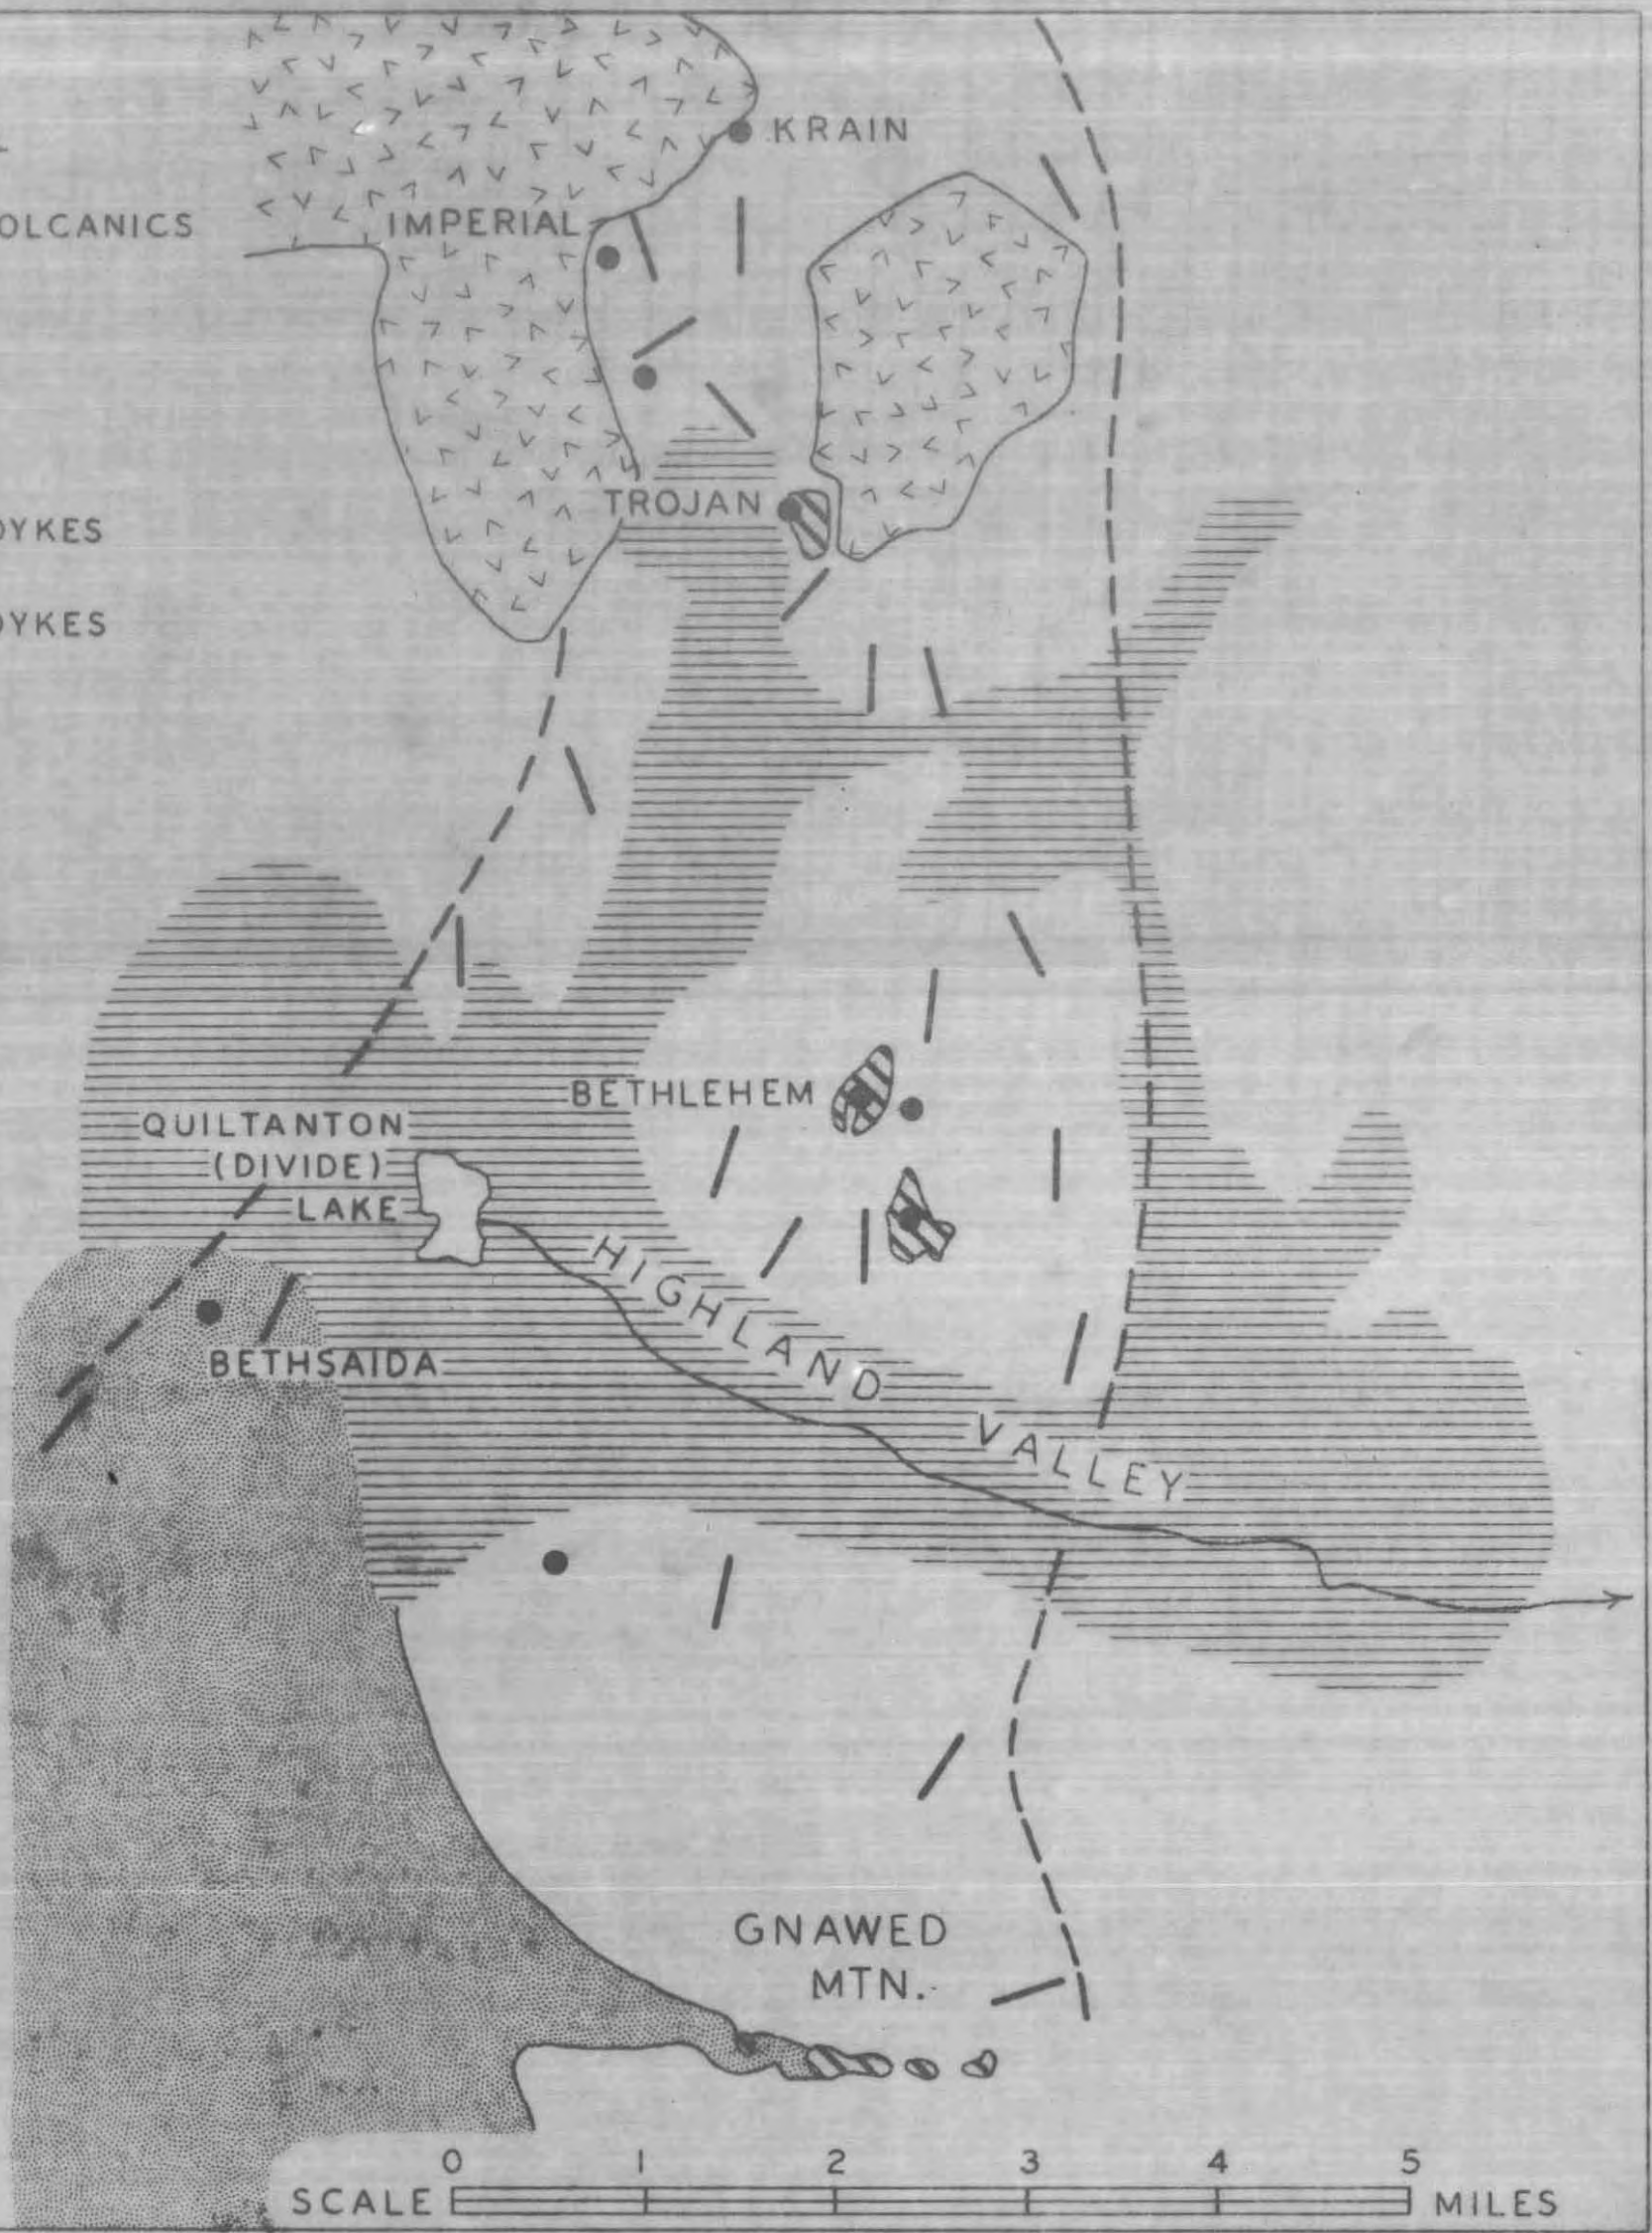 KRAIN
IMPERIAL
OLCANICS
TROJAN
DYKES
DYKES
BETHLEHEM
QUILTANTON
(DIVIDE)
LAKE
HIGHLAND
VALLEY
BETHSAIDA
GNAWED
MTN.
0 1 2 3 4 5
SCALE MILES